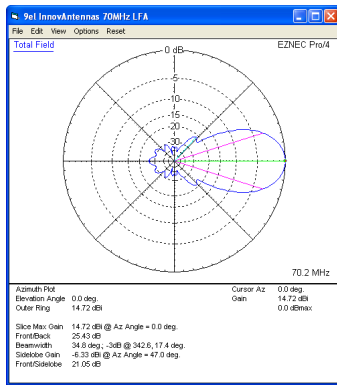 9el InnovAntennas 70MHz LFA
File Edit View Options Reset
Total Field
EZNEC Pro/4
0 dB
-5
-10
-15
-20
-30
70.2 MHz
Azimuth Plot
Elevation Angle 0.0 deg.
Outer Ring 14.72 dBi
Cursor Az 0.0 deg.
Gain 14.72 dBi
0.0 dBmax
Slice Max Gain 14.72 dBi @ Az Angle = 0.0 deg.
Front/Back 25.43 dB
Beamwidth 34.8 deg.; -3dB @ 342.6, 17.4 deg.
Sidelobe Gain -6.33 dBi @ Az Angle = 47.0 deg.
Front/Sidelobe 21.05 dB